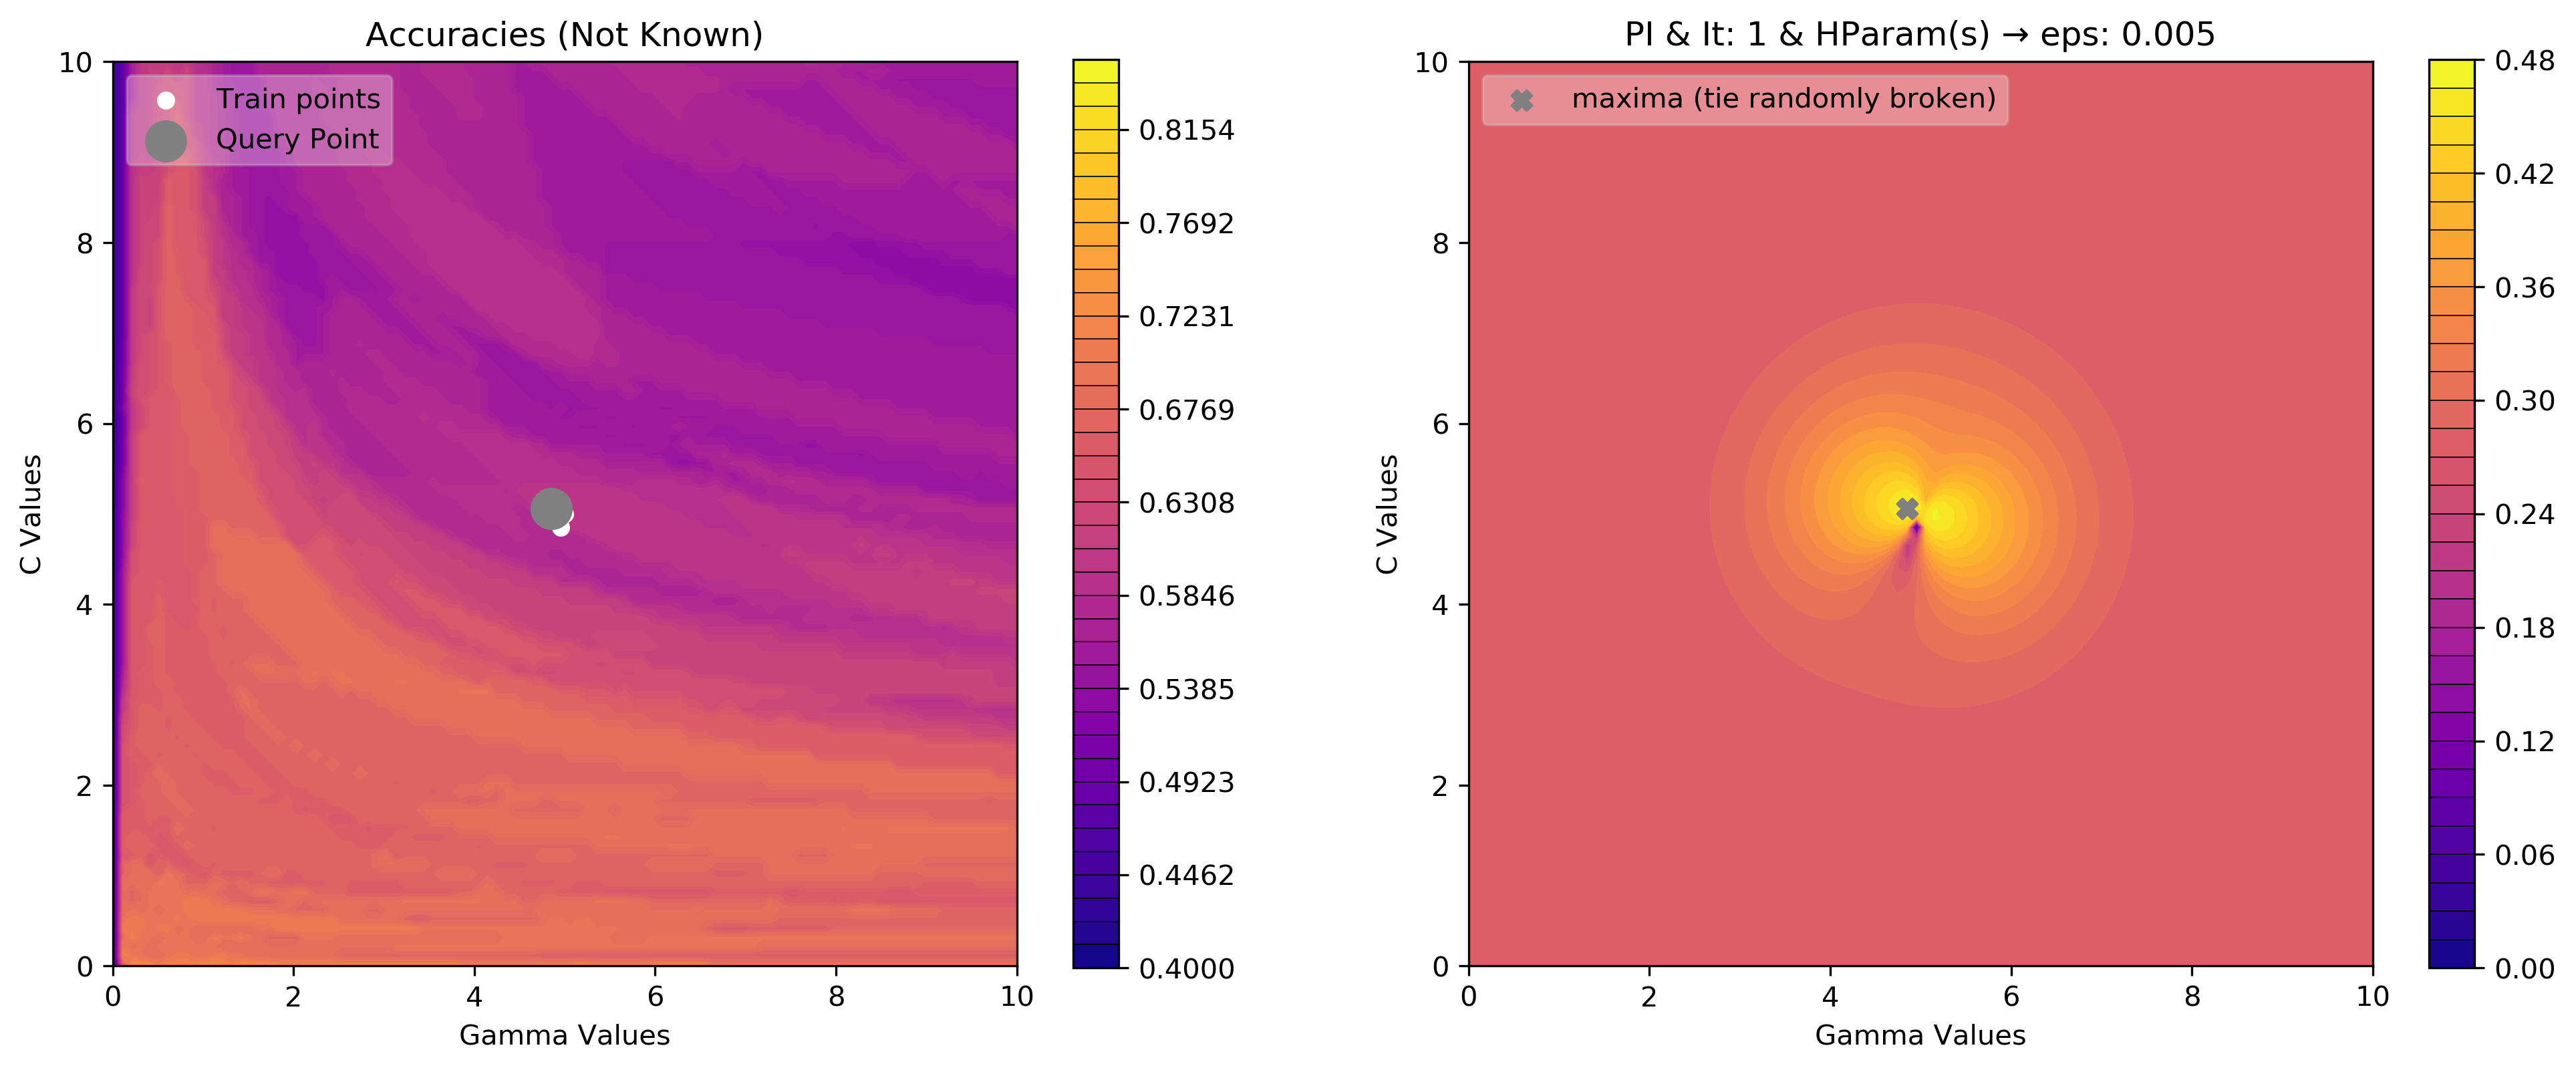 Accuracies (Not Known)
Train points
Query Point
10
8
6
4
2
0
C Values
0 2 4 6 8 10
Gamma Values
0.8154
0.7692
0.7231
0.6769
0.6308
0.5846
0.5385
0.4923
0.4462
0.4000
PI & It: 1 & HParam(s) → eps: 0.005
maxima (tie randomly broken)
10
8
6
4
2
0
C Values
0 2 4 6 8 10
Gamma Values
0.48
0.42
0.36
0.30
0.24
0.18
0.12
0.06
0.00